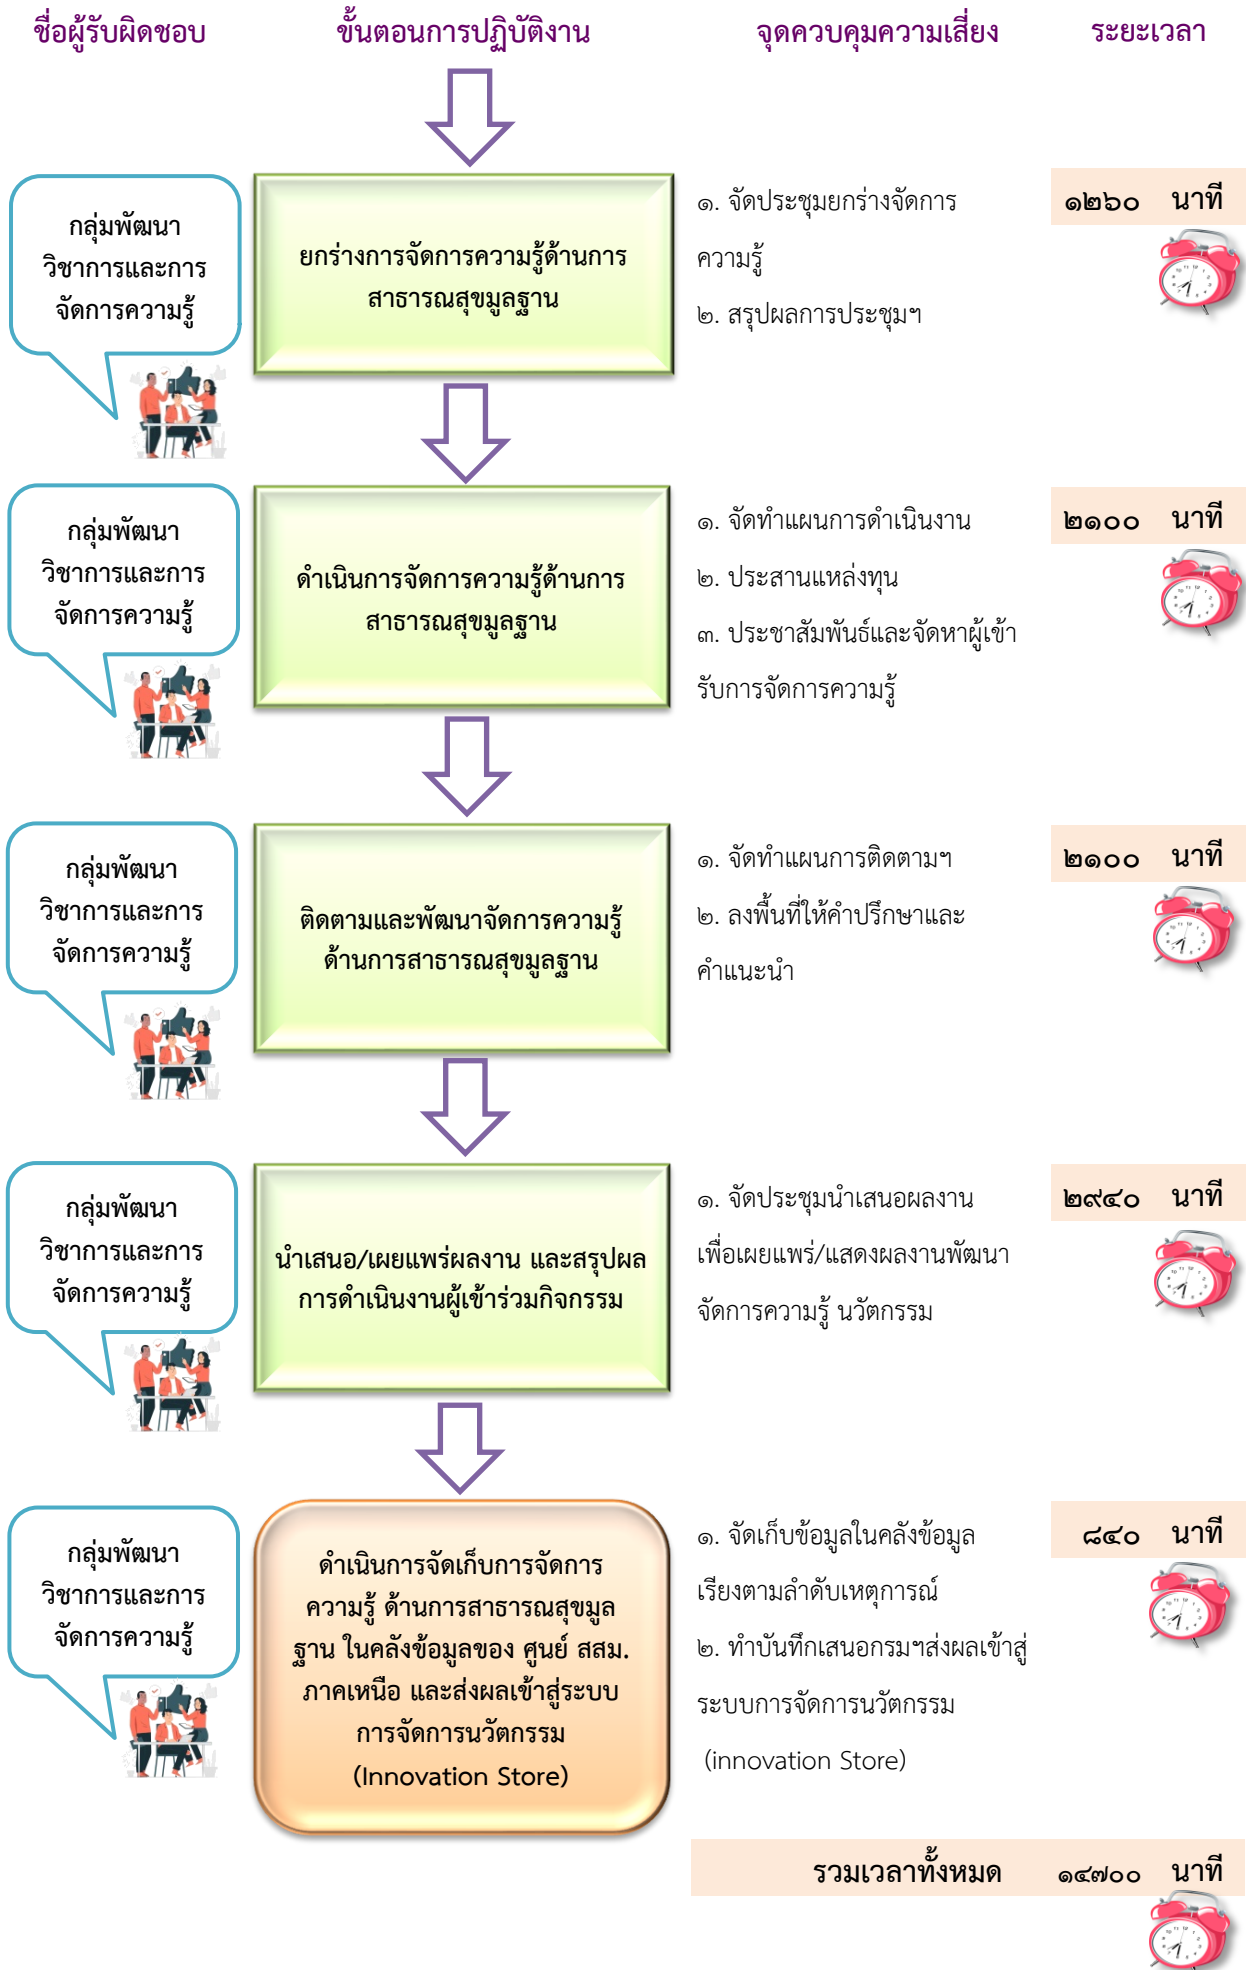 ชื่อผู้รับผิดชอบ ขั้นตอนการปฏิบัติงาน จุดควบคุมความเสี่ยง ระยะเวลา
กลุ่มพัฒนา
วิชาการและการ
จัดการความรู้
ยกร่างการจัดการความรู้ด้านการ
สาธารณสุขมูลฐาน
๑. จัดประชุมยกร่างจัดการ
ความรู้
๒. สรุปผลการประชุมฯ
๑๒๖๐ นาที
กลุ่มพัฒนา
วิชาการและการ
จัดการความรู้
ดำเนินการจัดการความรู้ด้านการ
สาธารณสุขมูลฐาน
๑. จัดทำแผนการดำเนินงาน
๒. ประสานแหล่งทุน
๓. ประชาสัมพันธ์และจัดหาผู้เข้า
รับการจัดการความรู้
๒๑๐๐ นาที
กลุ่มพัฒนา
วิชาการและการ
จัดการความรู้
ติดตามและพัฒนาจัดการความรู้
ด้านการสาธารณสุขมูลฐาน
๑. จัดทำแผนการติดตามฯ
๒. ลงพื้นที่ให้คำปรึกษาและ
คำแนะนำ
๒๑๐๐ นาที
กลุ่มพัฒนา
วิชาการและการ
จัดการความรู้
นำเสนอ/เผยแพร่ผลงาน และสรุปผล
การดำเนินงานผู้เข้าร่วมกิจกรรม
๑. จัดประชุมนำเสนอผลงาน
เพื่อเผยแพร่/แสดงผลงานพัฒนา
จัดการความรู้ นวัตกรรม
๒๙๔๐ นาที
กลุ่มพัฒนา
วิชาการและการ
จัดการความรู้
ดำเนินการจัดเก็บการจัดการ
ความรู้ ด้านการสาธารณสุขมูล
ฐาน ในคลังข้อมูลของ ศูนย์ สสม.
ภาคเหนือ และส่งผลเข้าสู่ระบบ
การจัดการนวัตกรรม
(Innovation Store)
๑. จัดเก็บข้อมูลในคลังข้อมูล
เรียงตามลำดับเหตุการณ์
๒. ทำบันทึกเสนอกรมฯส่งผลเข้าสู่
ระบบการจัดการนวัตกรรม
(innovation Store)
๘๔๐ นาที
รวมเวลาทั้งหมด ๑๔๗๐๐ นาที